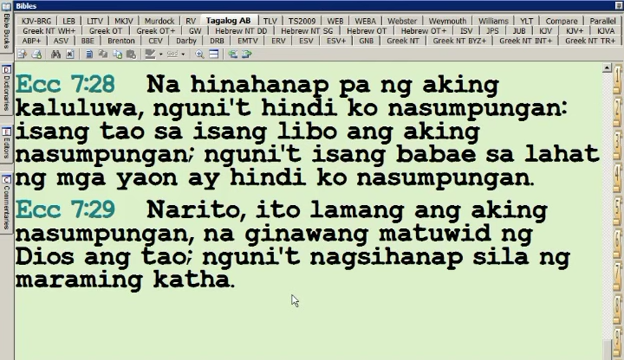 Bibles
KJV-BRG LEB LITV MKJV Murdock RV Tagalog AB TLV TS2009 WEB WEBA Webster Weymouth Williams YLT Compare Parallel
Greek NT WH+ Greek OT Greek OT+ GW Hebrew NT DD Hebrew NT SG Hebrew OT Hebrew OT+ ISV JPS JUB KJV KJV+ KJVA
ABP+ ASV BBE Brenton CEV Darby DRB EMTV ERV ESV ESV+ GNB Greek NT Greek NT BYZ+ Greek NT INT+ Greek NT TR+
Bible Books
Dictionaries
Editors
Commentaries
Ecc 7:28 Na hinahanap pa ng aking
kaluluwa, nguni't hindi ko nasumpungan:
isang tao sa isang libo ang aking
nasumpungan; nguni't isang babae sa lahat
ng mga yaon ay hindi ko nasumpungan.
Ecc 7:29 Narito, ito lamang ang aking
nasumpungan, na ginawang matuwid ng
Dios ang tao; nguni't nagsihanap sila ng
maraming katha.